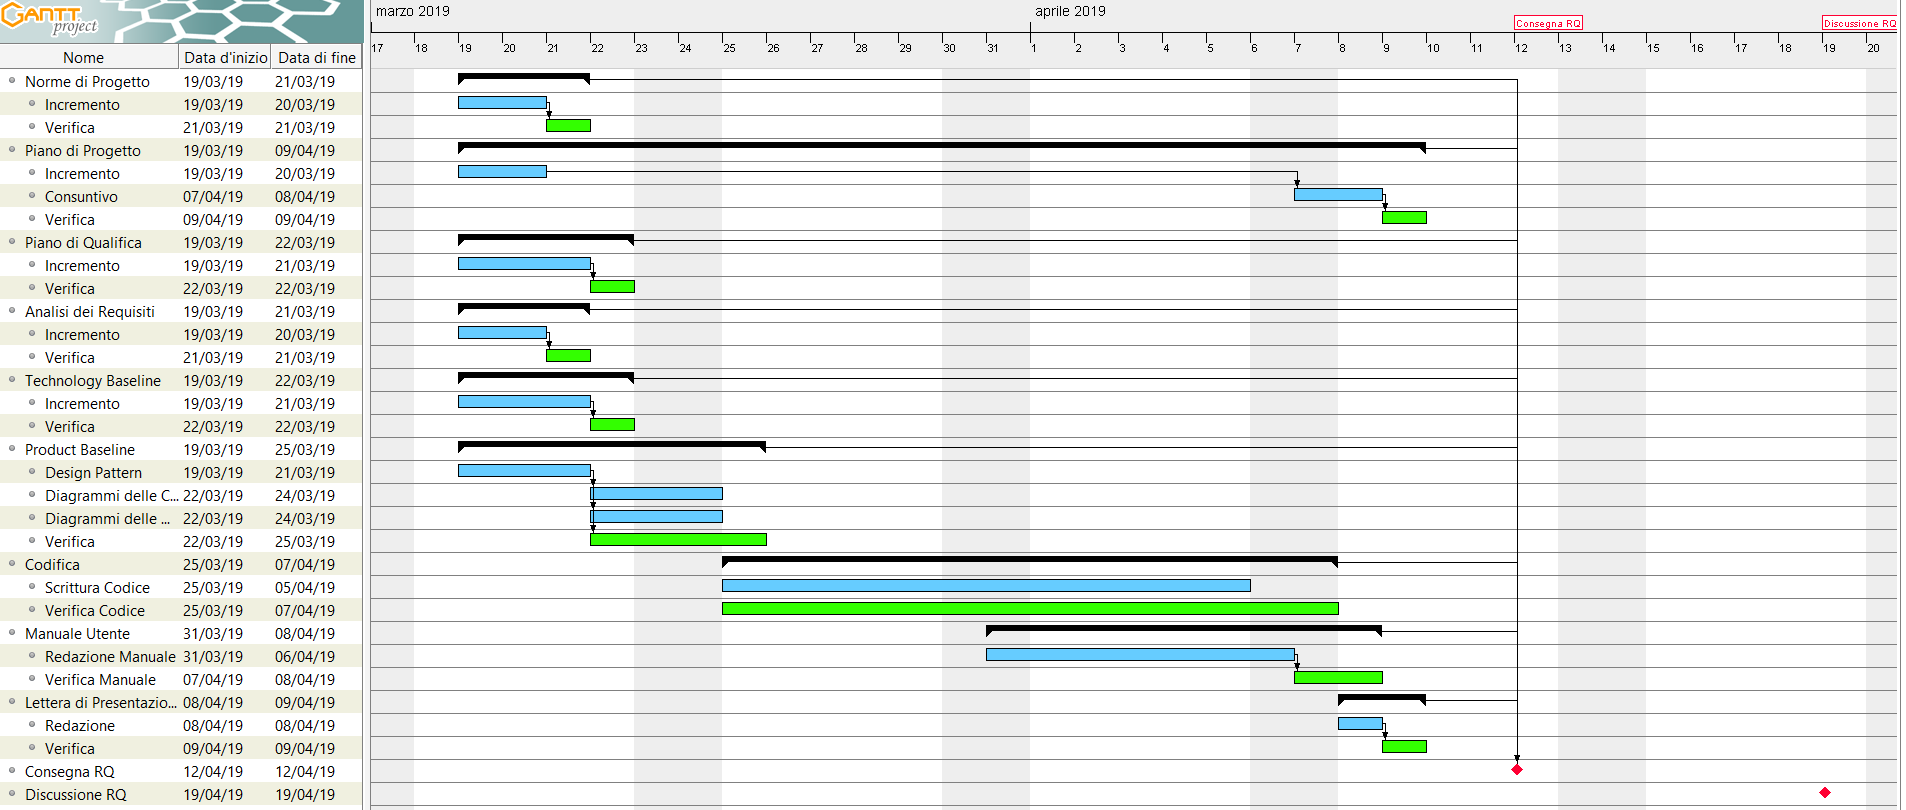 GANTT
project
marzo 2019
aprile 2019
Consegna RQ
Discussione RQ
17 18 19 20 21 22 23 24 25 26 27 28 29 30 31 1 2 3 4 5 6 7 8 9 10 11 12 13 14 15 16 17 18 19 20
Nome Data d'inizio Data di fine
Norme di Progetto 19/03/19 21/03/19
Incremento 19/03/19 20/03/19
Verifica 21/03/19 21/03/19
Piano di Progetto 19/03/19 09/04/19
Incremento 19/03/19 20/03/19
Consuntivo 07/04/19 08/04/19
Verifica 09/04/19 09/04/19
Piano di Qualifica 19/03/19 22/03/19
Incremento 19/03/19 21/03/19
Verifica 22/03/19 22/03/19
Analisi dei Requisiti 19/03/19 21/03/19
Incremento 19/03/19 20/03/19
Verifica 21/03/19 21/03/19
Technology Baseline 19/03/19 22/03/19
Incremento 19/03/19 21/03/19
Verifica 22/03/19 22/03/19
Product Baseline 19/03/19 25/03/19
Design Pattern 19/03/19 21/03/19
Diagrammi delle C... 22/03/19 24/03/19
Diagrammi delle ... 22/03/19 24/03/19
Verifica 22/03/19 25/03/19
Codifica 25/03/19 07/04/19
Scrittura Codice 25/03/19 05/04/19
Verifica Codice 25/03/19 07/04/19
Manuale Utente 31/03/19 08/04/19
Redazione Manuale 31/03/19 06/04/19
Verifica Manuale 07/04/19 08/04/19
Lettera di Presentazio... 08/04/19 09/04/19
Redazione 08/04/19 08/04/19
Verifica 09/04/19 09/04/19
Consegna RQ 12/04/19 12/04/19
Discussione RQ 19/04/19 19/04/19